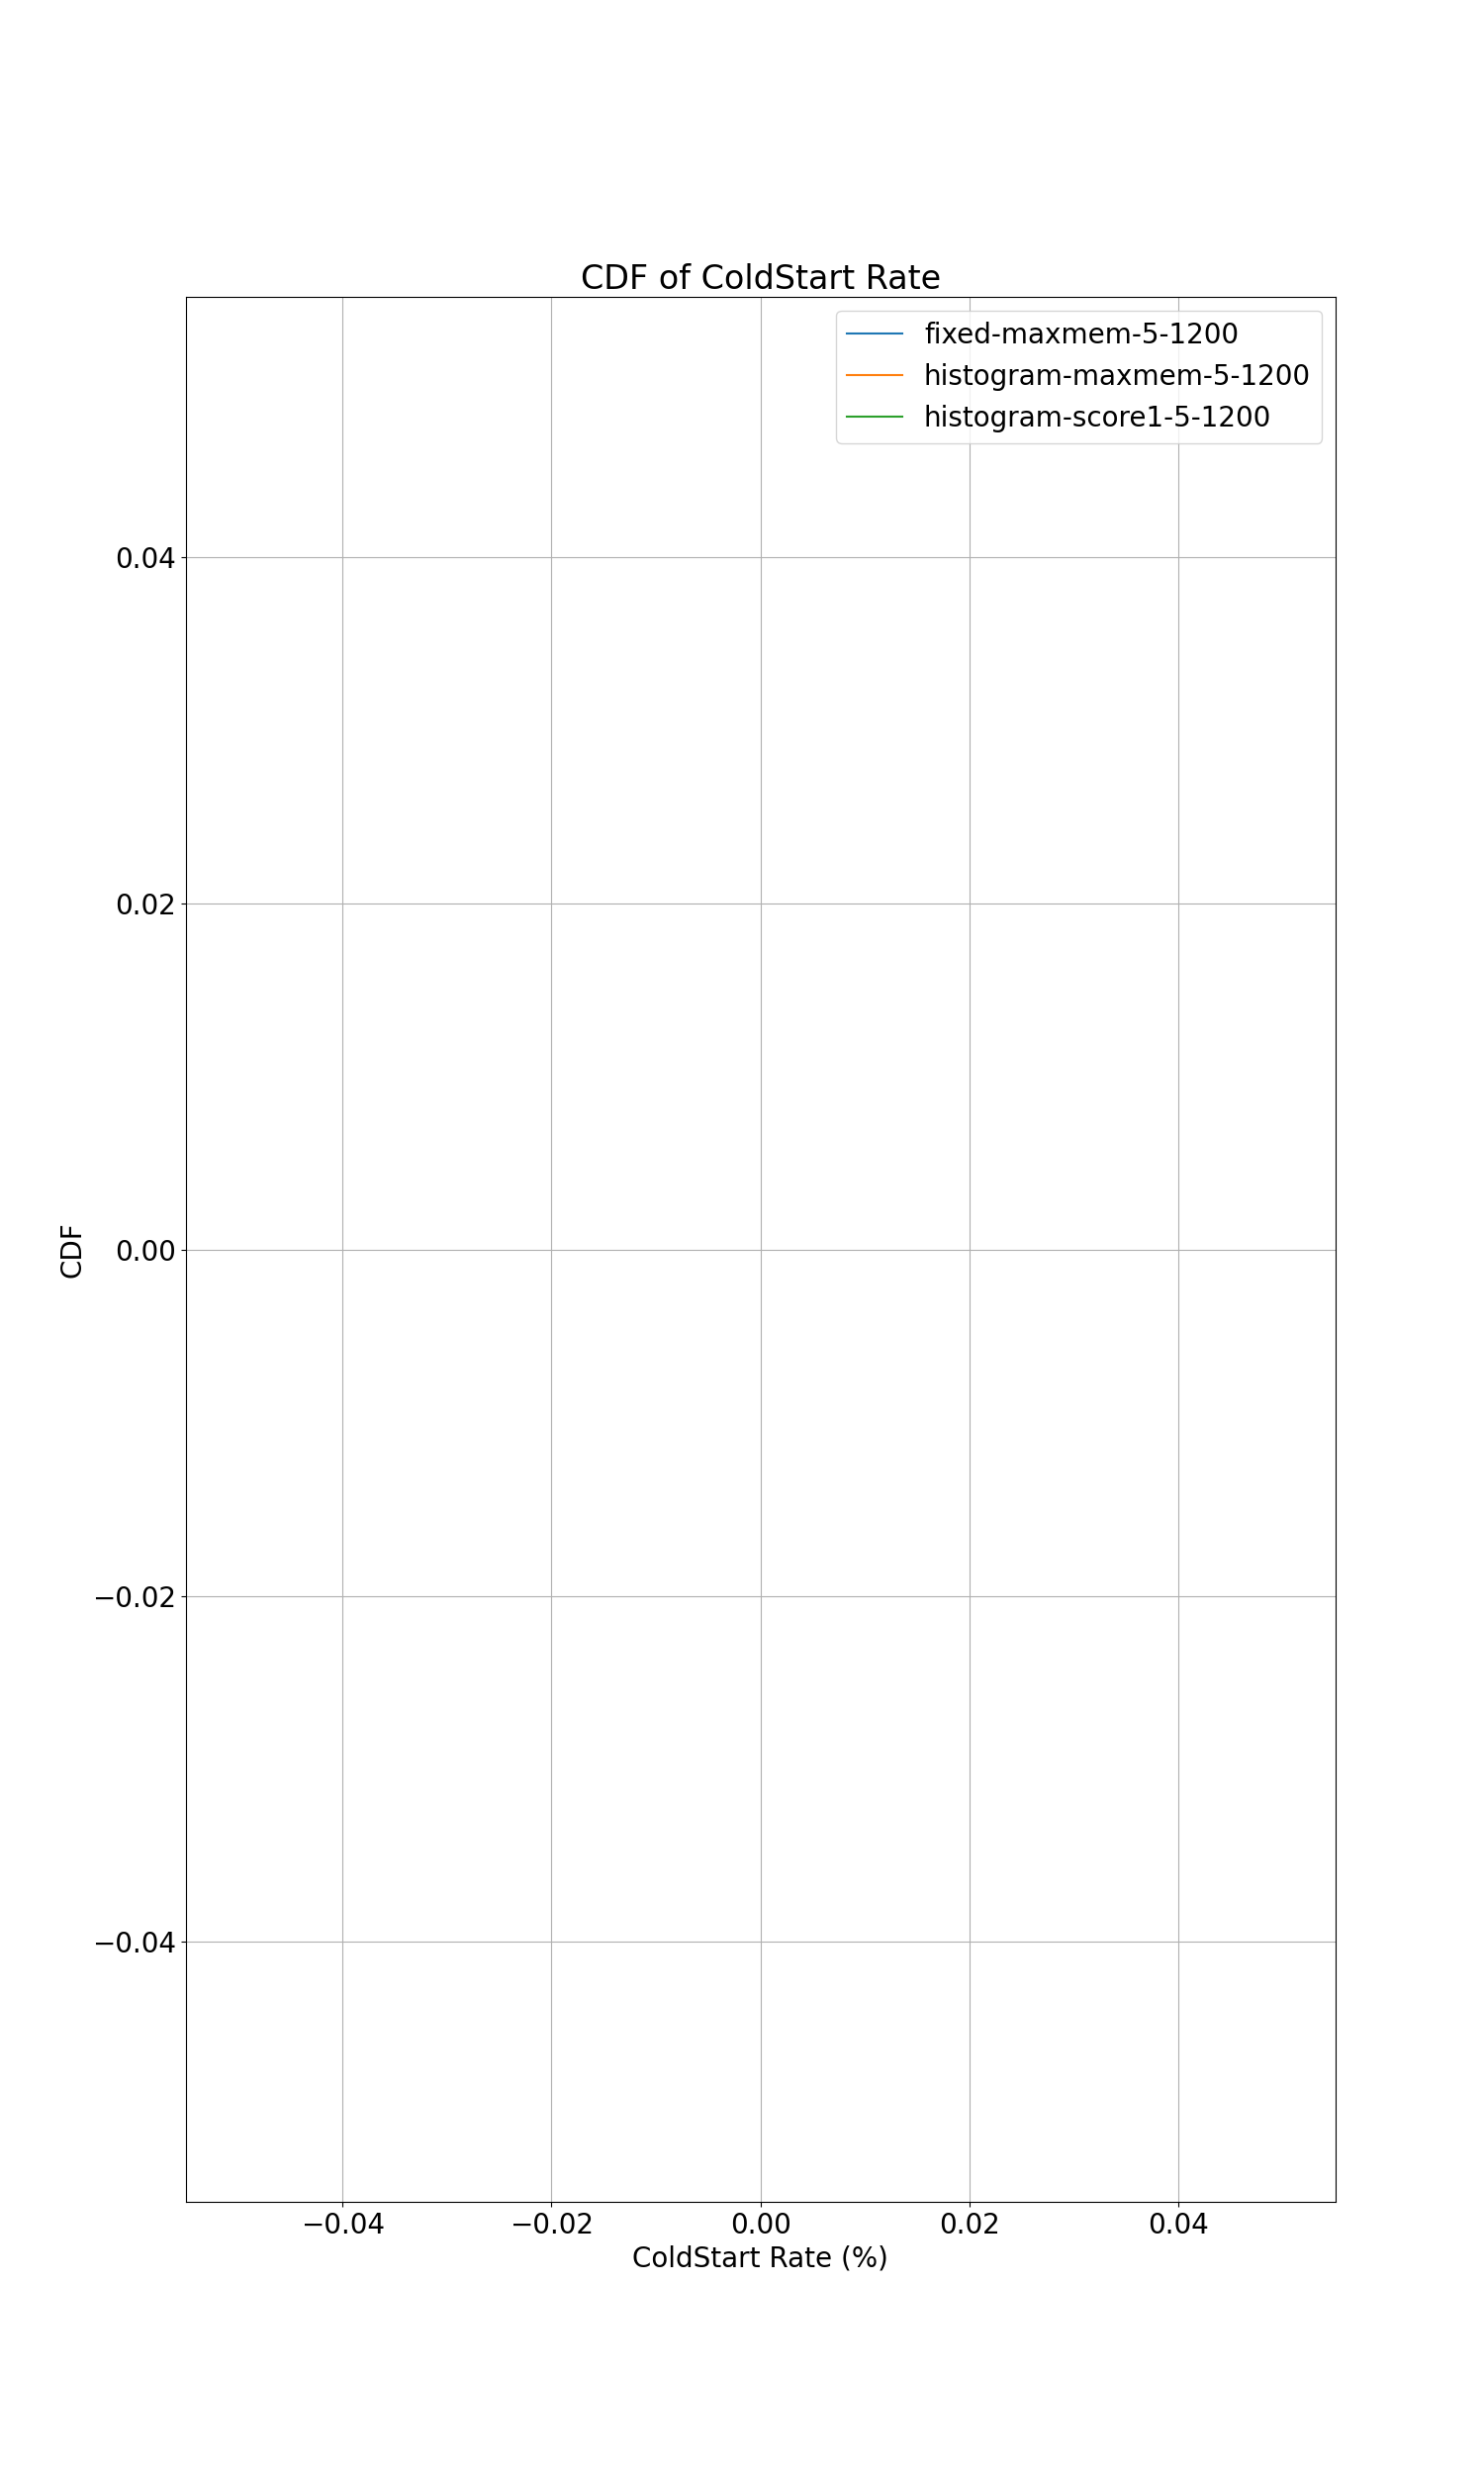 CDF of ColdStart Rate
fixed-maxmem-5-1200
histogram-maxmem-5-1200
histogram-score1-5-1200
0.04
0.02
0.00
−0.02
−0.04
CDF
−0.04 −0.02 0.00 0.02 0.04
ColdStart Rate (%)